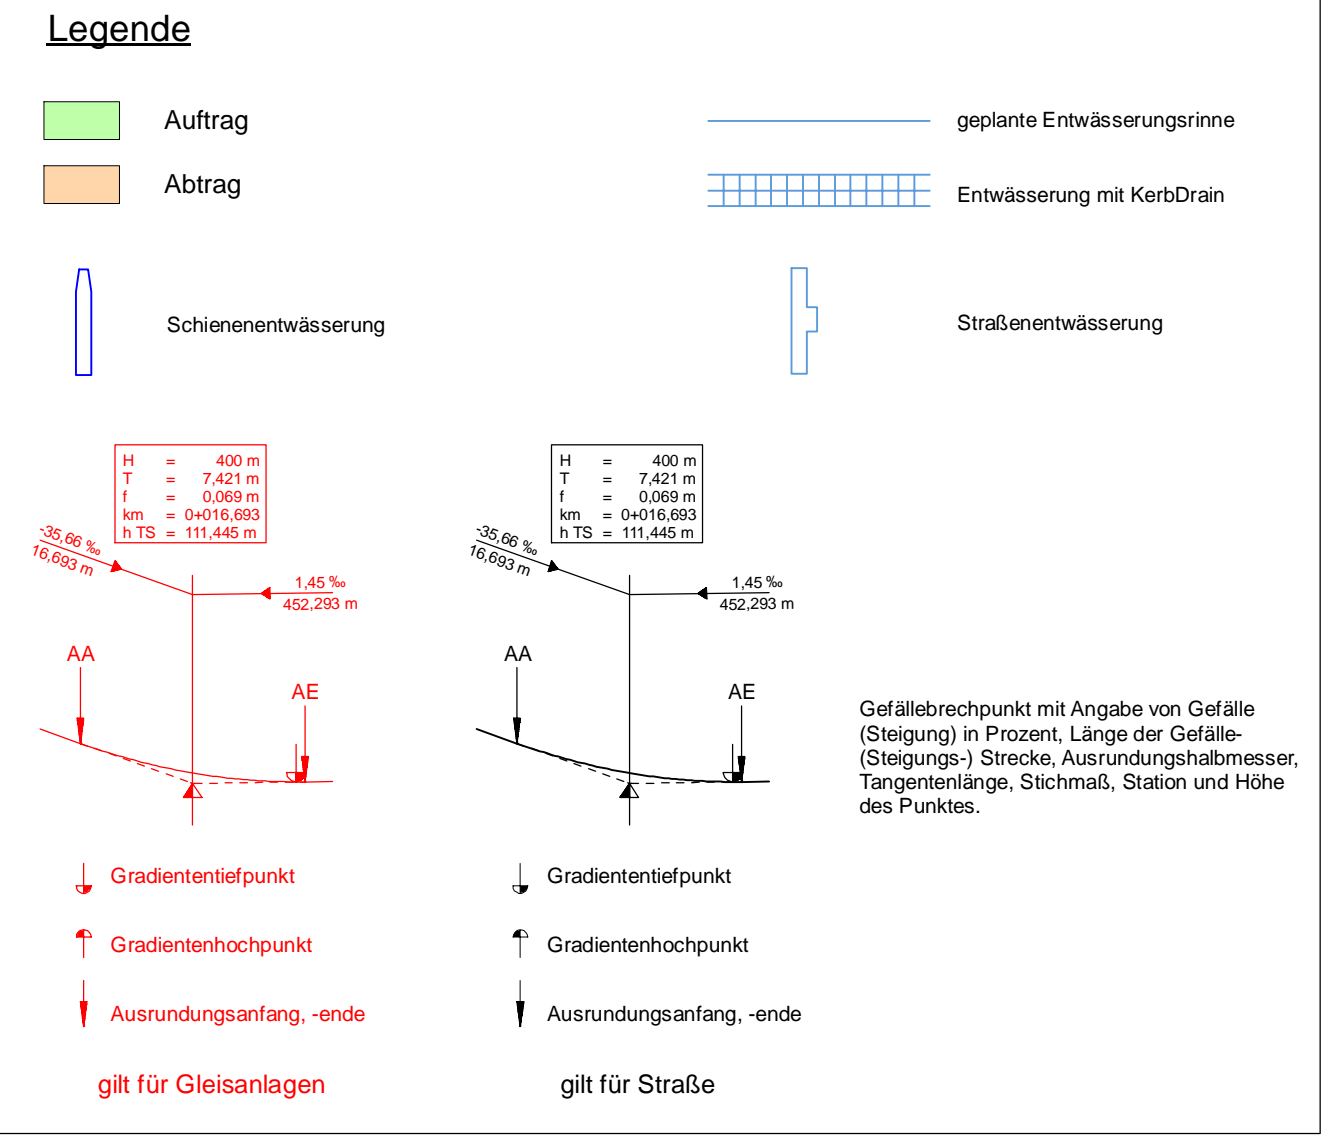 Legende
Auftrag
geplante Entwässerungsrinne
Abtrag
Entwässerung mit KerbDrain
Schienenentwässerung
Straßenentwässerung
H = 400 m
T = 7,421 m
f = 0,069 m
km = 0+016,693
h TS = 111,445 m
-35,66 ‰
16,693 m
1,45 ‰
452,293 m
AA
AE
H = 400 m
T = 7,421 m
f = 0,069 m
km = 0+016,693
h TS = 111,445 m
-35,66 ‰
16,693 m
1,45 ‰
452,293 m
AA
AE
Gefällebrechpunkt mit Angabe von Gefälle
(Steigung) in Prozent, Länge der Gefälle-
(Steigungs-) Strecke, Ausrundungshalbmesser,
Tangentenlänge, Stichmaß, Station und Höhe
des Punktes.
Gradiententiefpunkt
Gradientenhochpunkt
Ausrundungsanfang, -ende
gilt für Gleisanlagen
Gradiententiefpunkt
Gradientenhochpunkt
Ausrundungsanfang, -ende
gilt für Straße